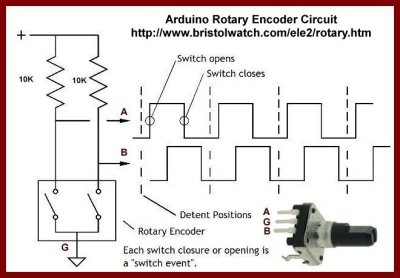 Arduino Rotary Encoder Circuit
http://www.bristolwatch.com/ele2/rotary.htm
+
Switch opens
Switch closes
10K
10K
A
B
Detent Positions
A
G
B
Rotary Encoder
G
Each switch closure or opening is
a "switch event".